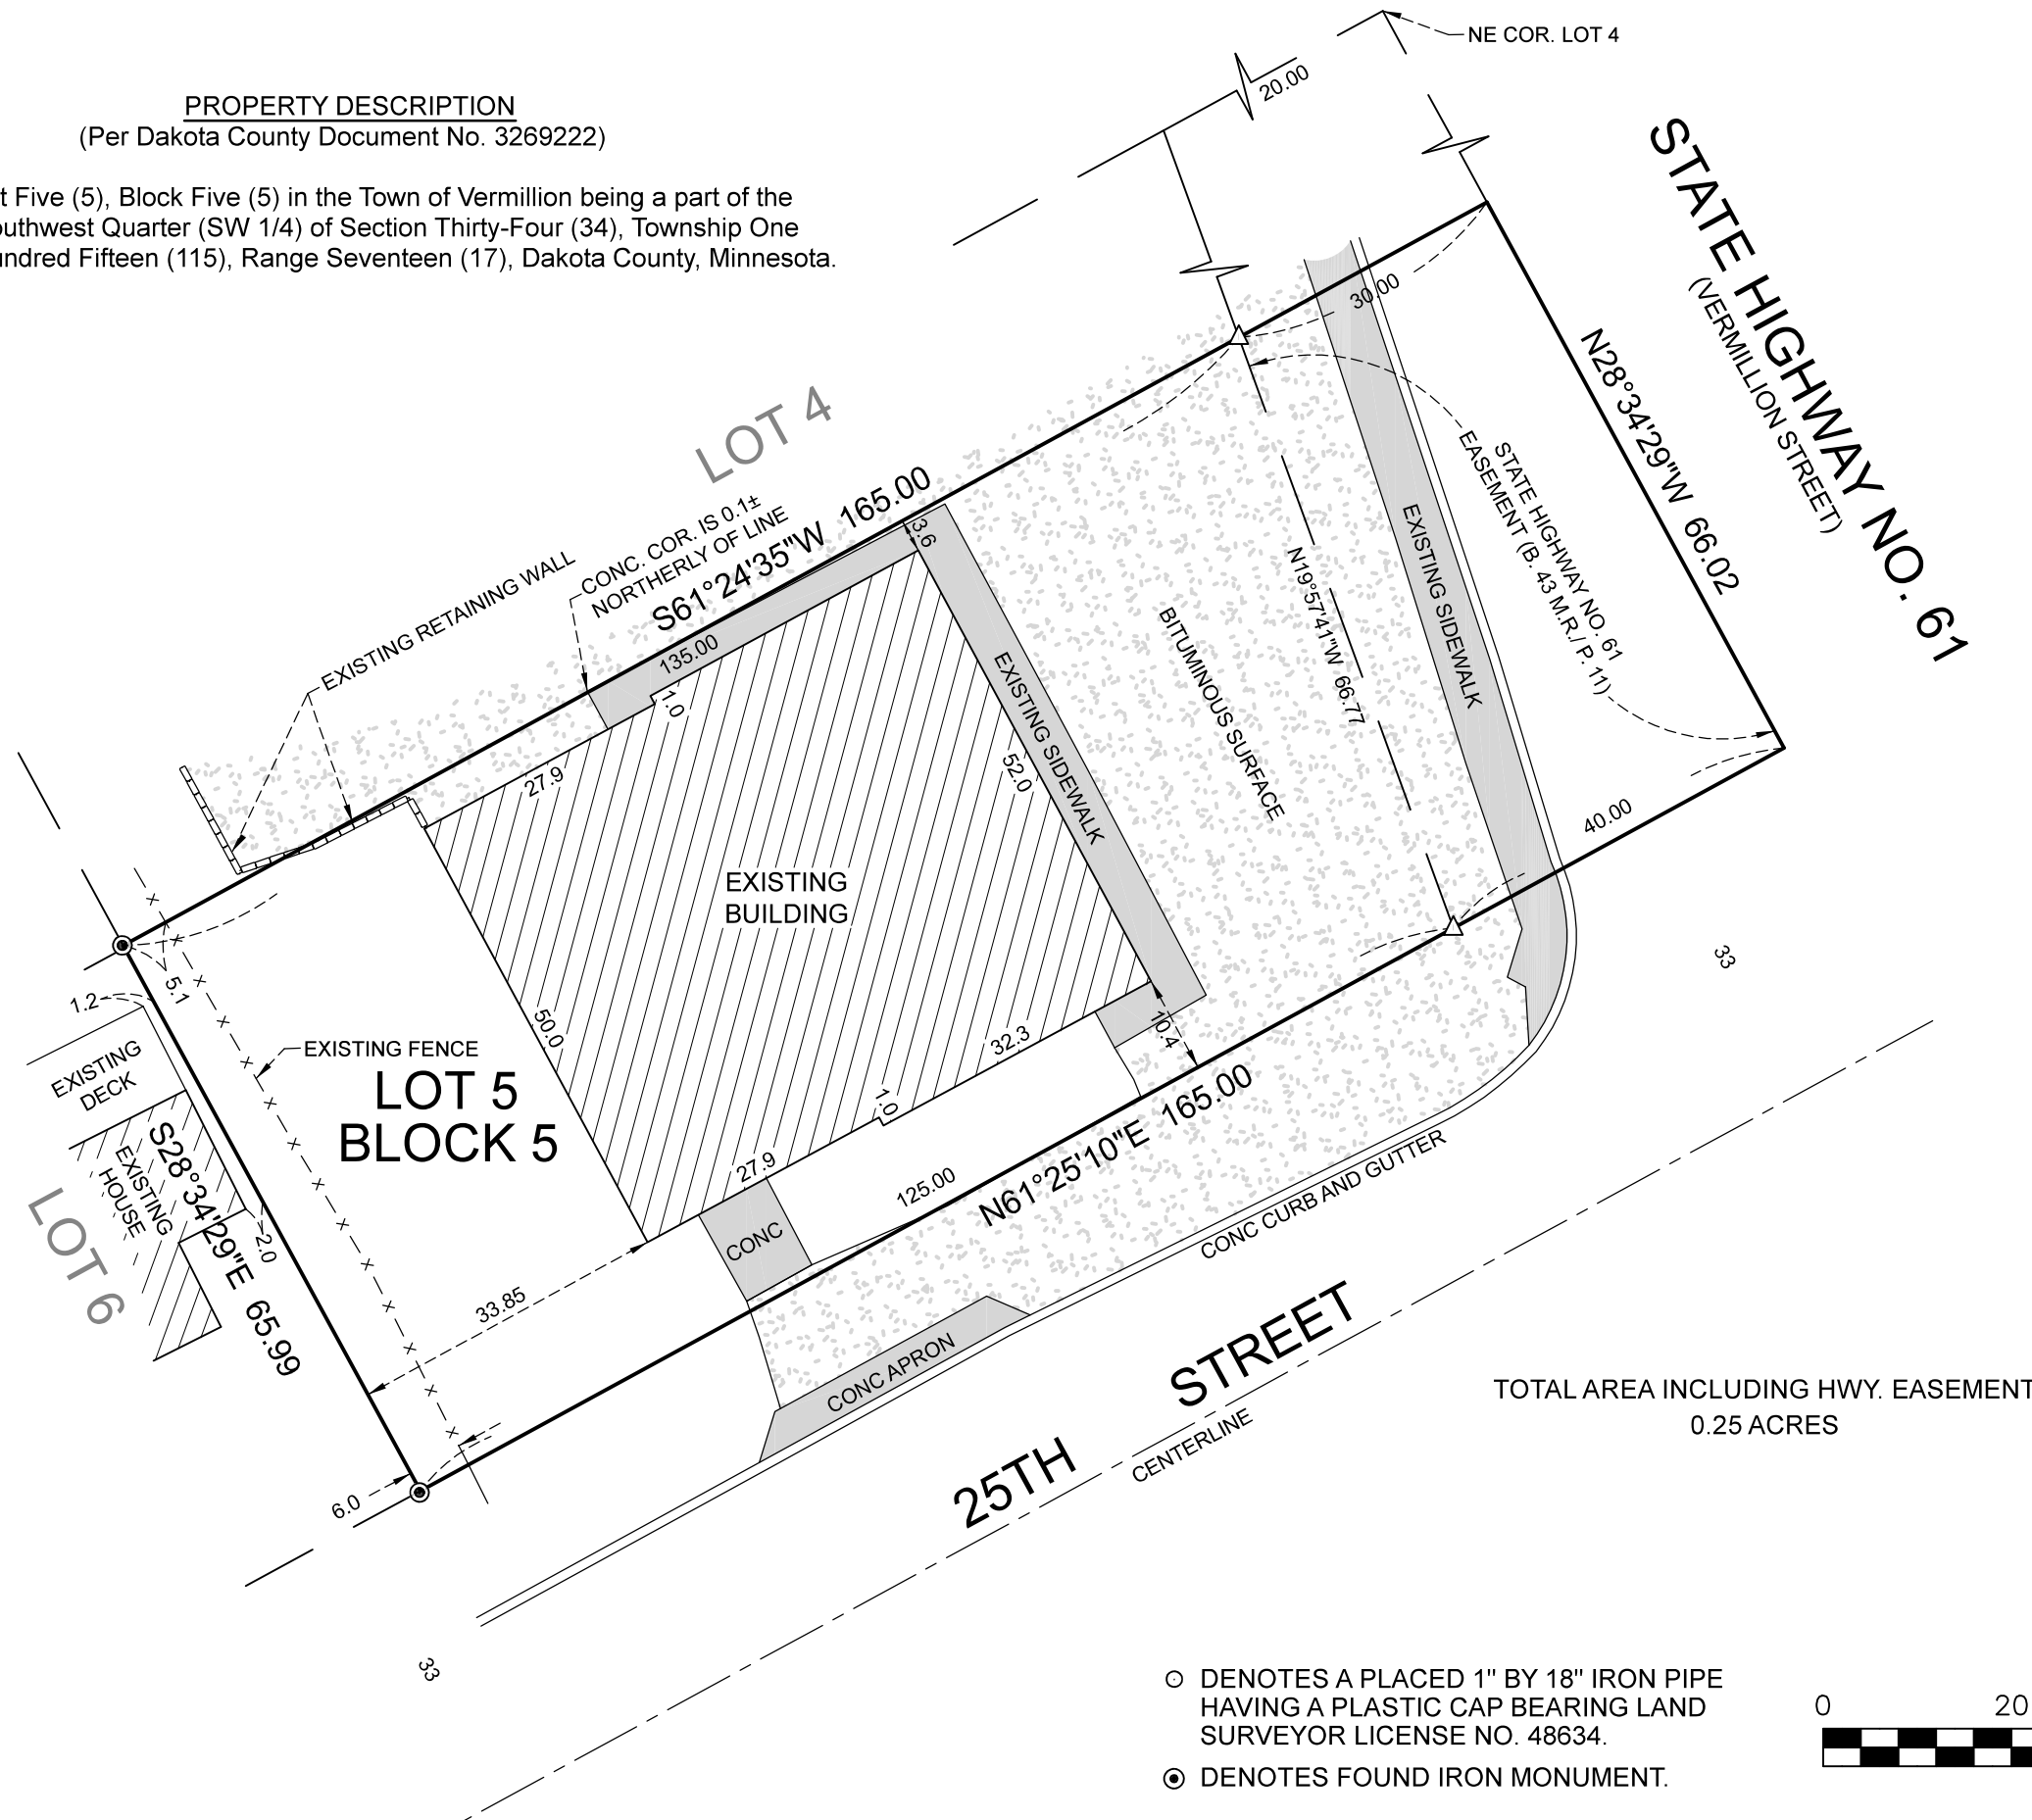 NE COR. LOT 4
20.00
PROPERTY DESCRIPTION
(Per Dakota County Document No. 3269222)
t Five (5), Block Five (5) in the Town of Vermillion being a part of the
outhwest Quarter (SW 1/4) of Section Thirty-Four (34), Township One
undred Fifteen (115), Range Seventeen (17), Dakota County, Minnesota.
STATE HIGHWAY NO. 61
(VERMILLION STREET)
N28°34'29"W 66.02
30.00
STATE HIGHWAY NO. 61
EASEMENT (B. 43 M.R./ P. 11)
EXISTING SIDEWALK
N19°57'41"W 66.77
BITUMINOUS SURFACE
LOT 4
S61°24'35"W 165.00
CONC. COR. IS 0.1±
NORTHERLY OF LINE
EXISTING RETAINING WALL
135.00
3.6
1.0
27.9
EXISTING SIDEWALK
52.0
40.00
EXISTING
BUILDING
33
5.1
1.2
EXISTING FENCE
50.0
32.3
10.4
EXISTING
DECK
LOT 5
BLOCK 5
1.0
27.9
125.00
N61°25'10"E 165.00
EXISTING
HOUSE
S28°34'29"E 65.99
2.0
LOT 6
CONC
33.85
CONC CURB AND GUTTER
CONC APRON
6.0
25TH STREET
CENTERLINE
TOTAL AREA INCLUDING HWY. EASEMENT
0.25 ACRES
33
DENOTES A PLACED 1" BY 18" IRON PIPE
HAVING A PLASTIC CAP BEARING LAND
SURVEYOR LICENSE NO. 48634.
DENOTES FOUND IRON MONUMENT.
0 20